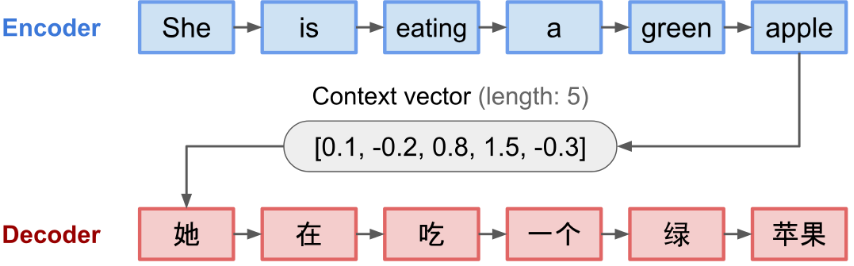 Encoder She is eating a green apple
Context vector (length: 5)
[0.1, -0.2, 0.8, 1.5, -0.3]
Decoder 她 在 吃 一个 绿 苹果